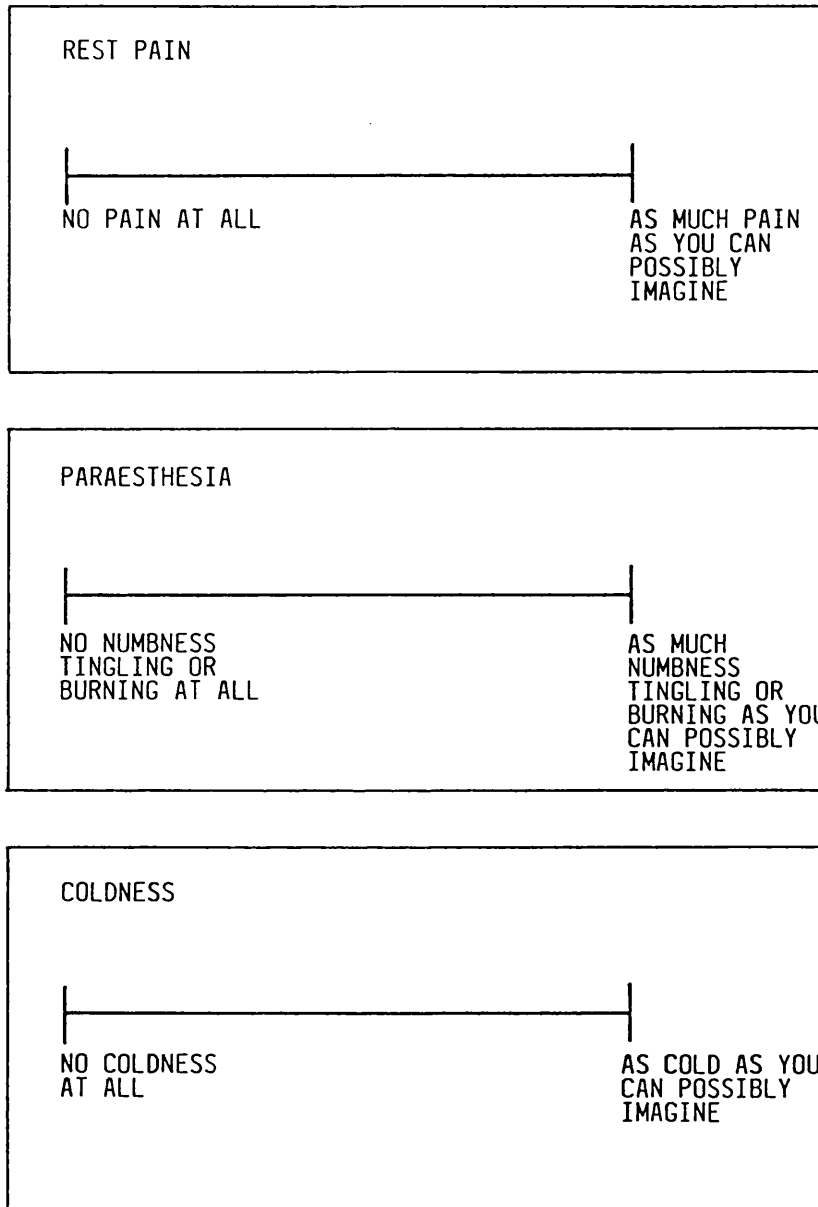 REST PAIN
NO PAIN AT ALL
AS MUCH PAIN
AS YOU CAN
POSSIBLY
IMAGINE
PARAESTHESIA
NO NUMBNESS
TINGLING OR
BURNING AT ALL
AS MUCH
NUMBNESS
TINGLING OR
BURNING AS YOU
CAN POSSIBLY
IMAGINE
COLDNESS
NO COLDNESS
AT ALL
AS COLD AS YOU
CAN POSSIBLY
IMAGINE